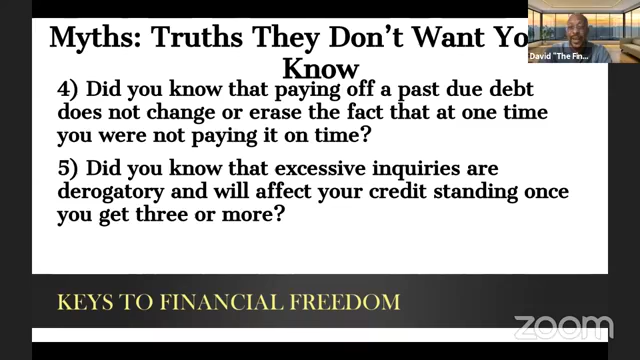 Myths: Truths They Don't Want Yo
Know
David "The Fin...
4) Did you know that paying off a past due debt
does not change or erase the fact that at one time
you were not paying it on time?
5) Did you know that excessive inquiries are
derogatory and will affect your credit standing once
you get three or more?
KEYS TO FINANCIAL FREEDOM
zoom